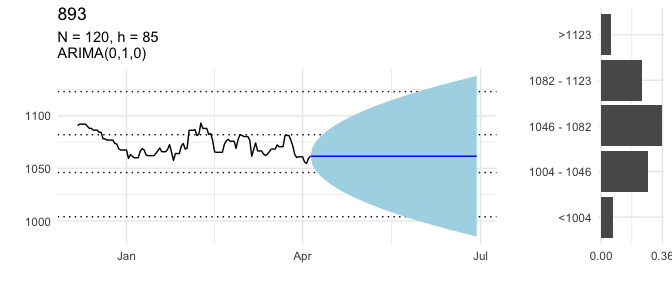 893
N = 120, h = 85
ARIMA(0,1,0)
1100
1050
1000
Jan
Apr
Jul
>1123
1082 - 1123
1046 - 1082
1004 - 1046
<1004
0.00
0.36